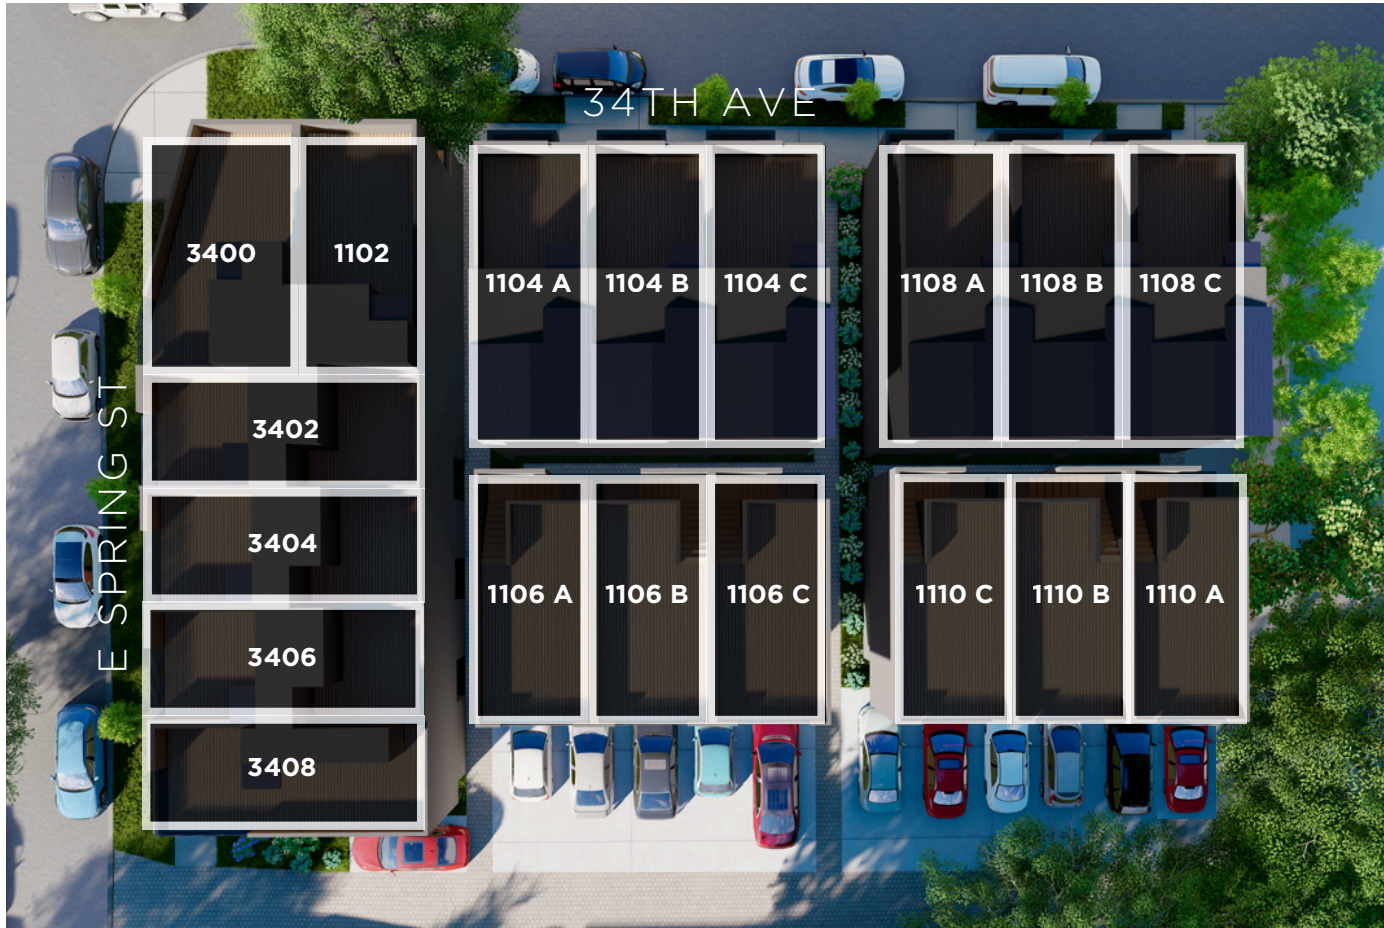 34TH AVE
E SPRING ST
3400
1102
3402
3404
3406
3408
1104 A
1104 B
1104 C
1108 A
1108 B
1108 C
1106 A
1106 B
1106 C
1110 C
1110 B
1110 A